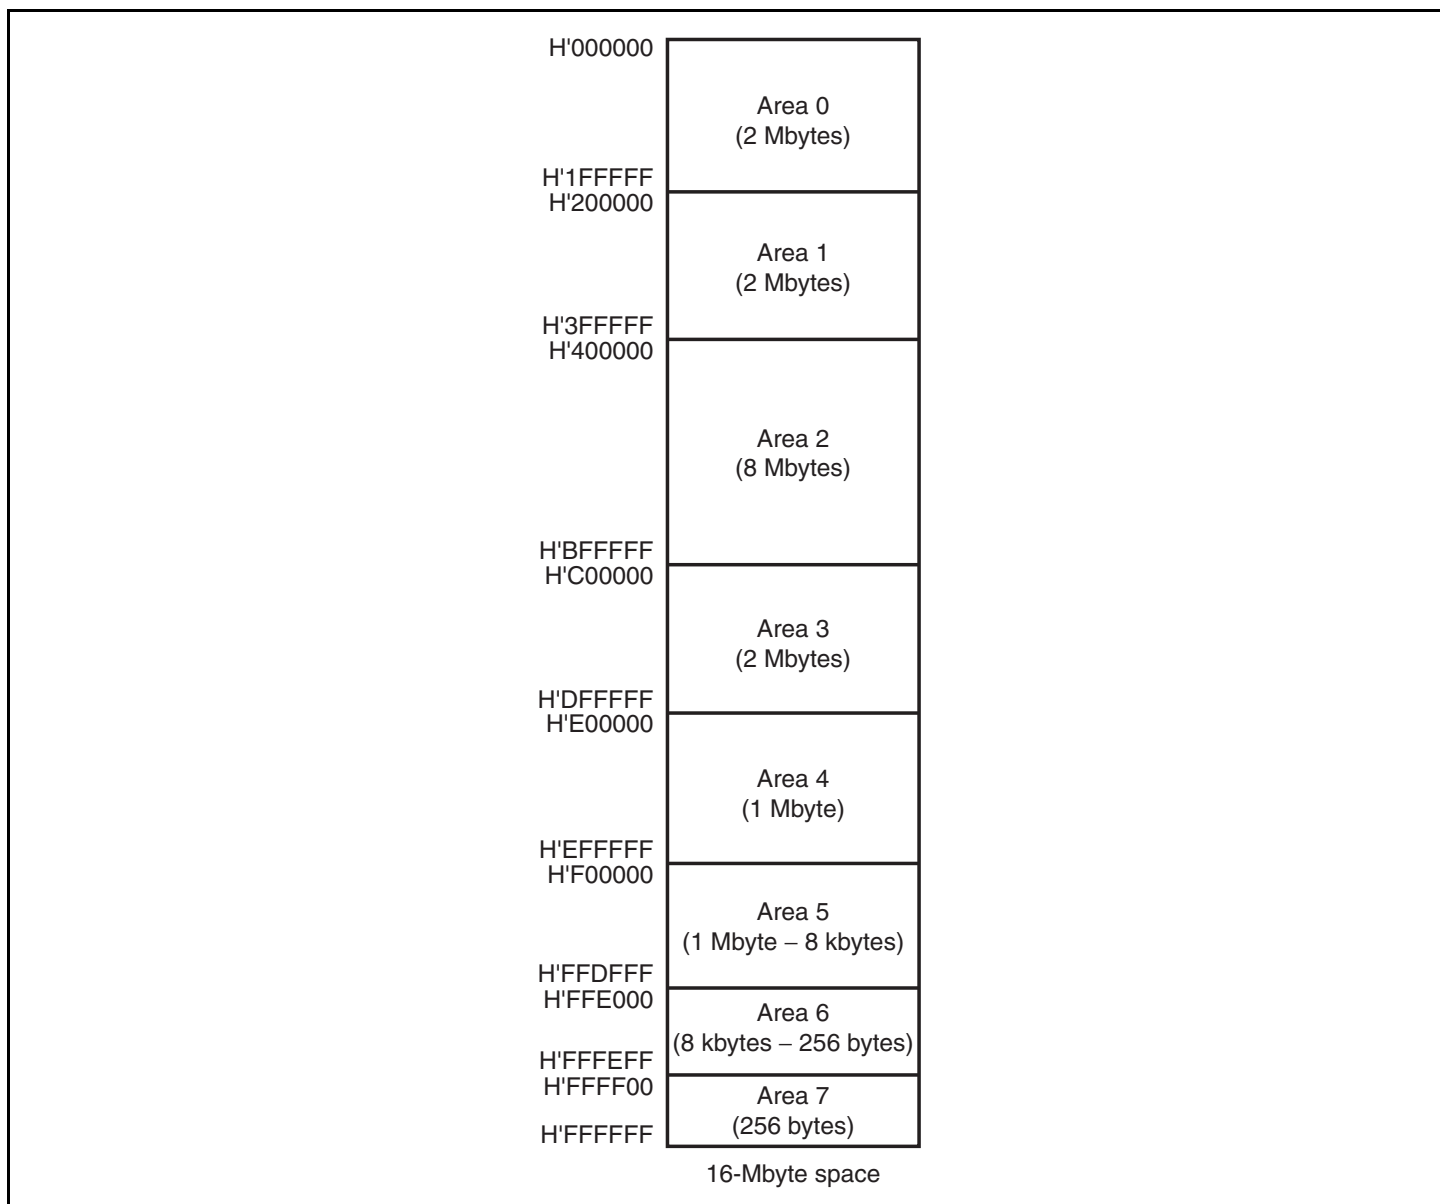 H'000000
Area 0
(2 Mbytes)
H'1FFFFF
H'200000
Area 1
(2 Mbytes)
H'3FFFFF
H'400000
Area 2
(8 Mbytes)
H'BFFFFF
H'C00000
Area 3
(2 Mbytes)
H'DFFFFF
H'E00000
Area 4
(1 Mbyte)
H'EFFFFF
H'F00000
Area 5
(1 Mbyte – 8 kbytes)
H'FFDFFF
H'FFE000
Area 6
(8 kbytes – 256 bytes)
H'FFFEFF
H'FFFF00
Area 7
(256 bytes)
H'FFFFFF
16-Mbyte space